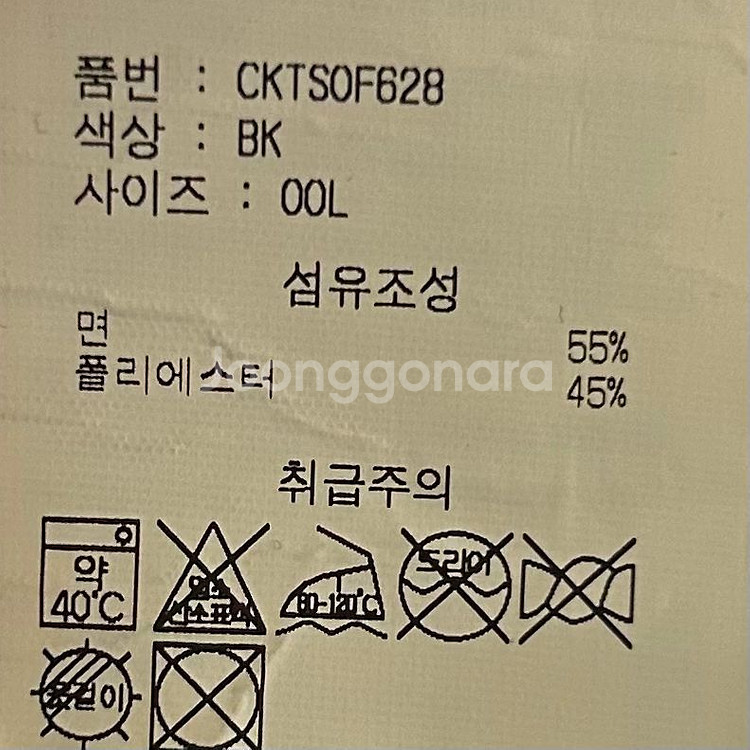 품번 : CKTSOF628
색상 : BK
사이즈 : OOL
섬유조성
면 55%
폴리에스터 45%
Joonggonara
취급주의
약
40℃
염소
산소표백
80-120℃
드라이
옷걸이